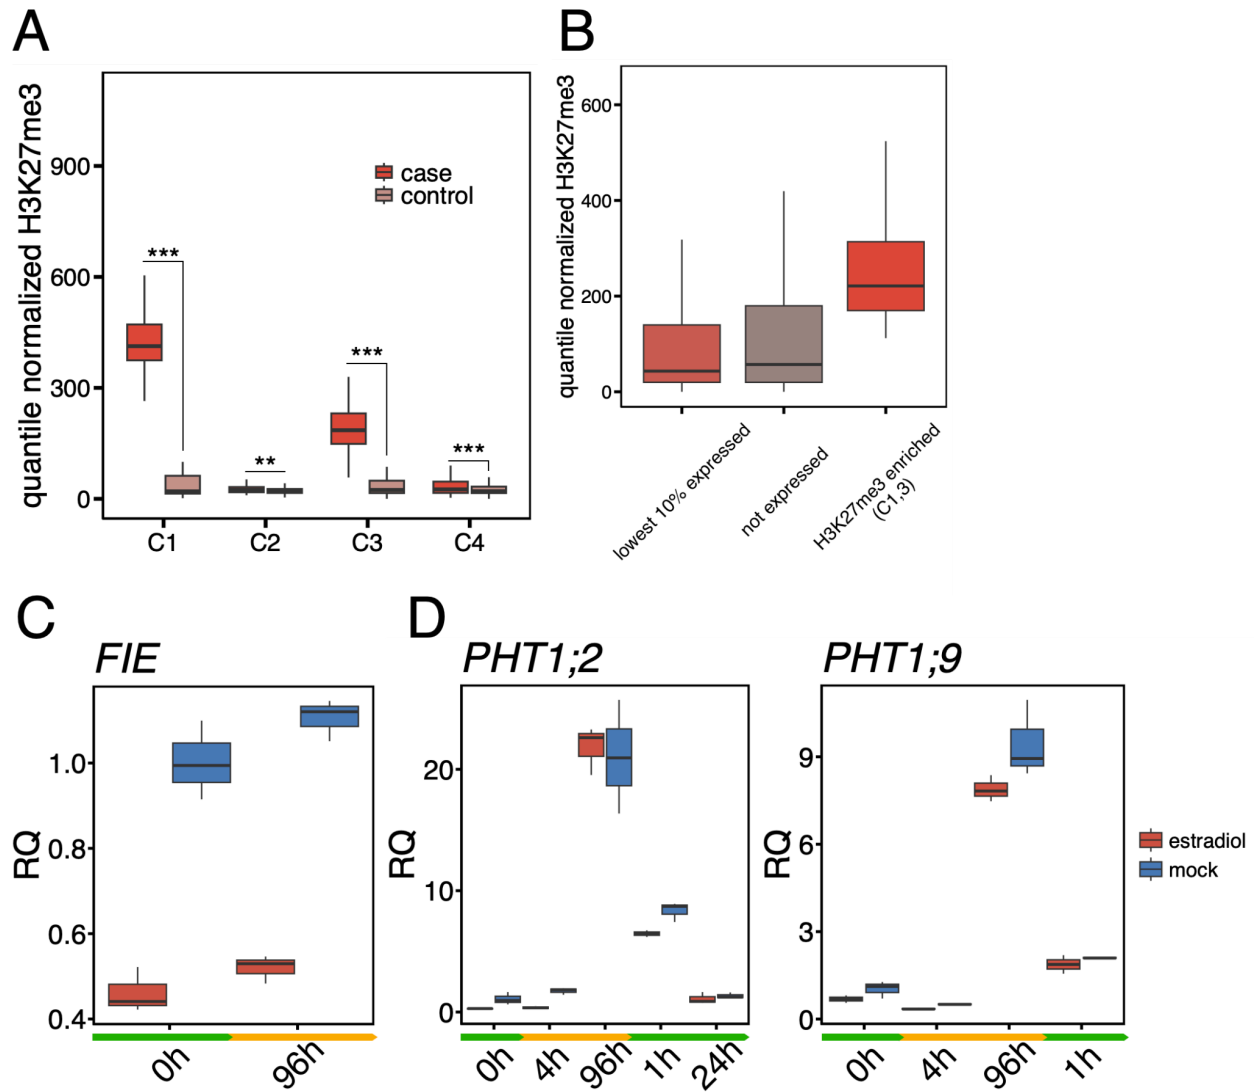 A
B
quantile normalized H3K27me3
900
600
300
0
***
**
***
***
case
control
C1
C2
C3
C4
quantile normalized H3K27me3
600
400
200
0
lowest 10% expressed
not expressed
H3K27me3 enriched
(C1,3)
C
D
FIE
RQ
1.0
0.8
0.6
0.4
0h
96h
PHT1;2
RQ
20
10
0
0h
4h
96h
1h
24h
PHT1;9
RQ
9
6
3
0
0h
4h
96h
1h
estradiol
mock